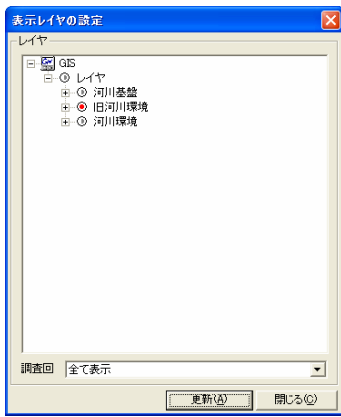 表示レイヤの設定
レイヤ
GIS
レイヤ
河川基盤
旧河川環境
河川環境
調査回 全て表示
更新(A) 閉じる(C)